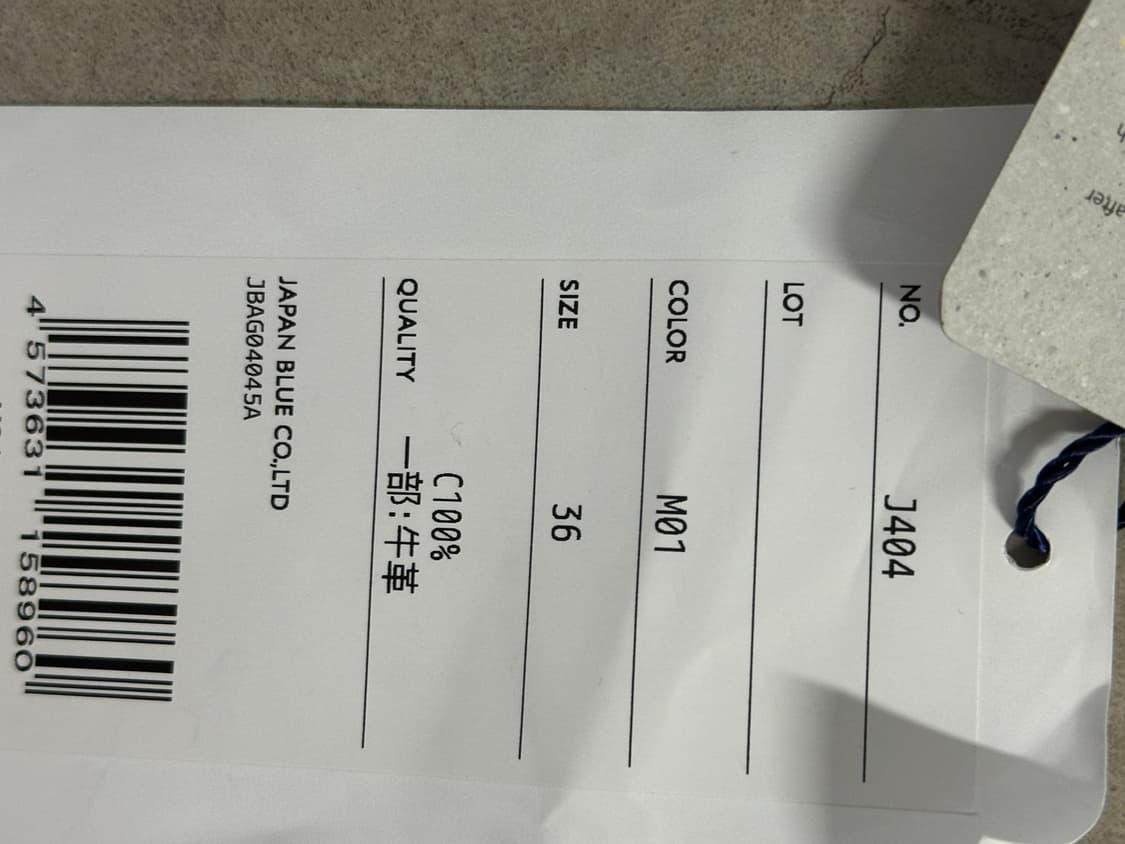 NO. J404
LOT
COLOR M01
SIZE 36
C100%
QUALITY 一部:牛革
JAPAN BLUE CO.,LTD
JBAG04045A
4 573631 158960
after